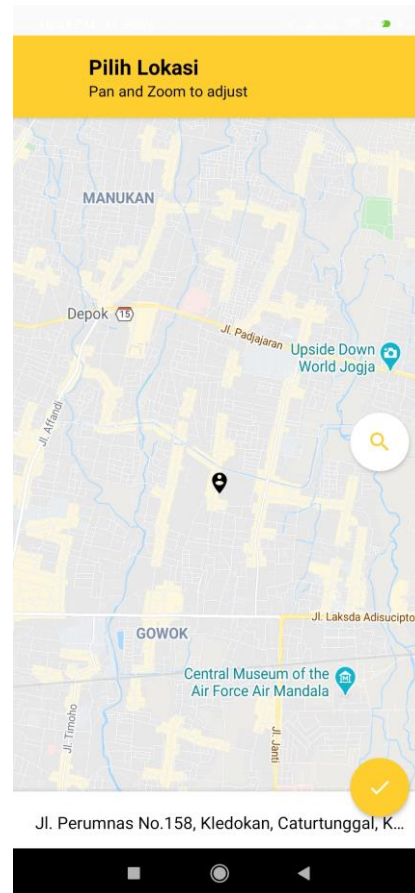 Pilih Lokasi
Pan and Zoom to adjust
MANUKAN
Depok
15
Jl. Padjajaran
Upside Down
World Jogja
Jl. Affandi
Jl. Laksda Adisucipto
GOWOK
Central Museum of the
Air Force Air Mandala
Jl. Timoho
Jl. Janti
Jl. Perumnas No.158, Kledokan, Caturtunggal, K...